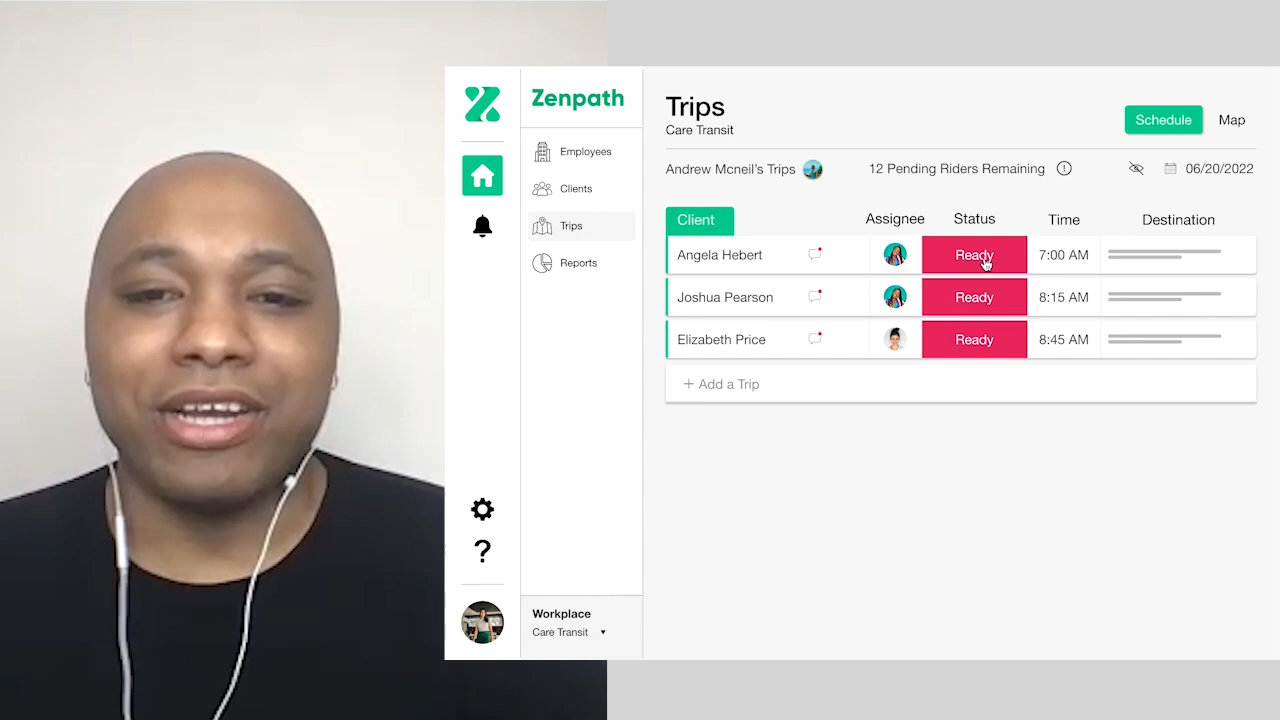 Zenpath
Employees
Clients
Trips
Reports
?
Workplace
Care Transit
Trips
Care Transit
Schedule
Map
Andrew Mcneil's Trips
12 Pending Riders Remaining
06/20/2022
Client
Assignee
Status
Time
Destination
Angela Hebert
Ready
7:00 AM
Joshua Pearson
Ready
8:15 AM
Elizabeth Price
Ready
8:45 AM
+ Add a Trip